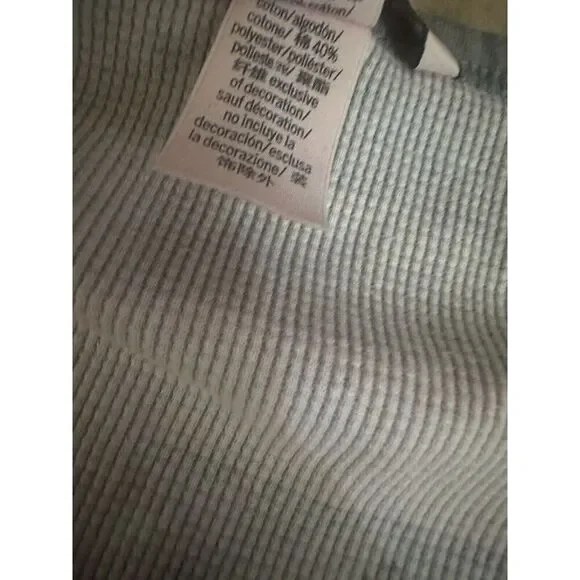 coton/algodón/
cotone/ 棉 40%
polyester/poliéster/
poliestere/ 聚酯
纤维 exclusive
of decoration/
sauf décoration/
no incluye la
decoración/esclusa
la decorazione/ 装
饰除外